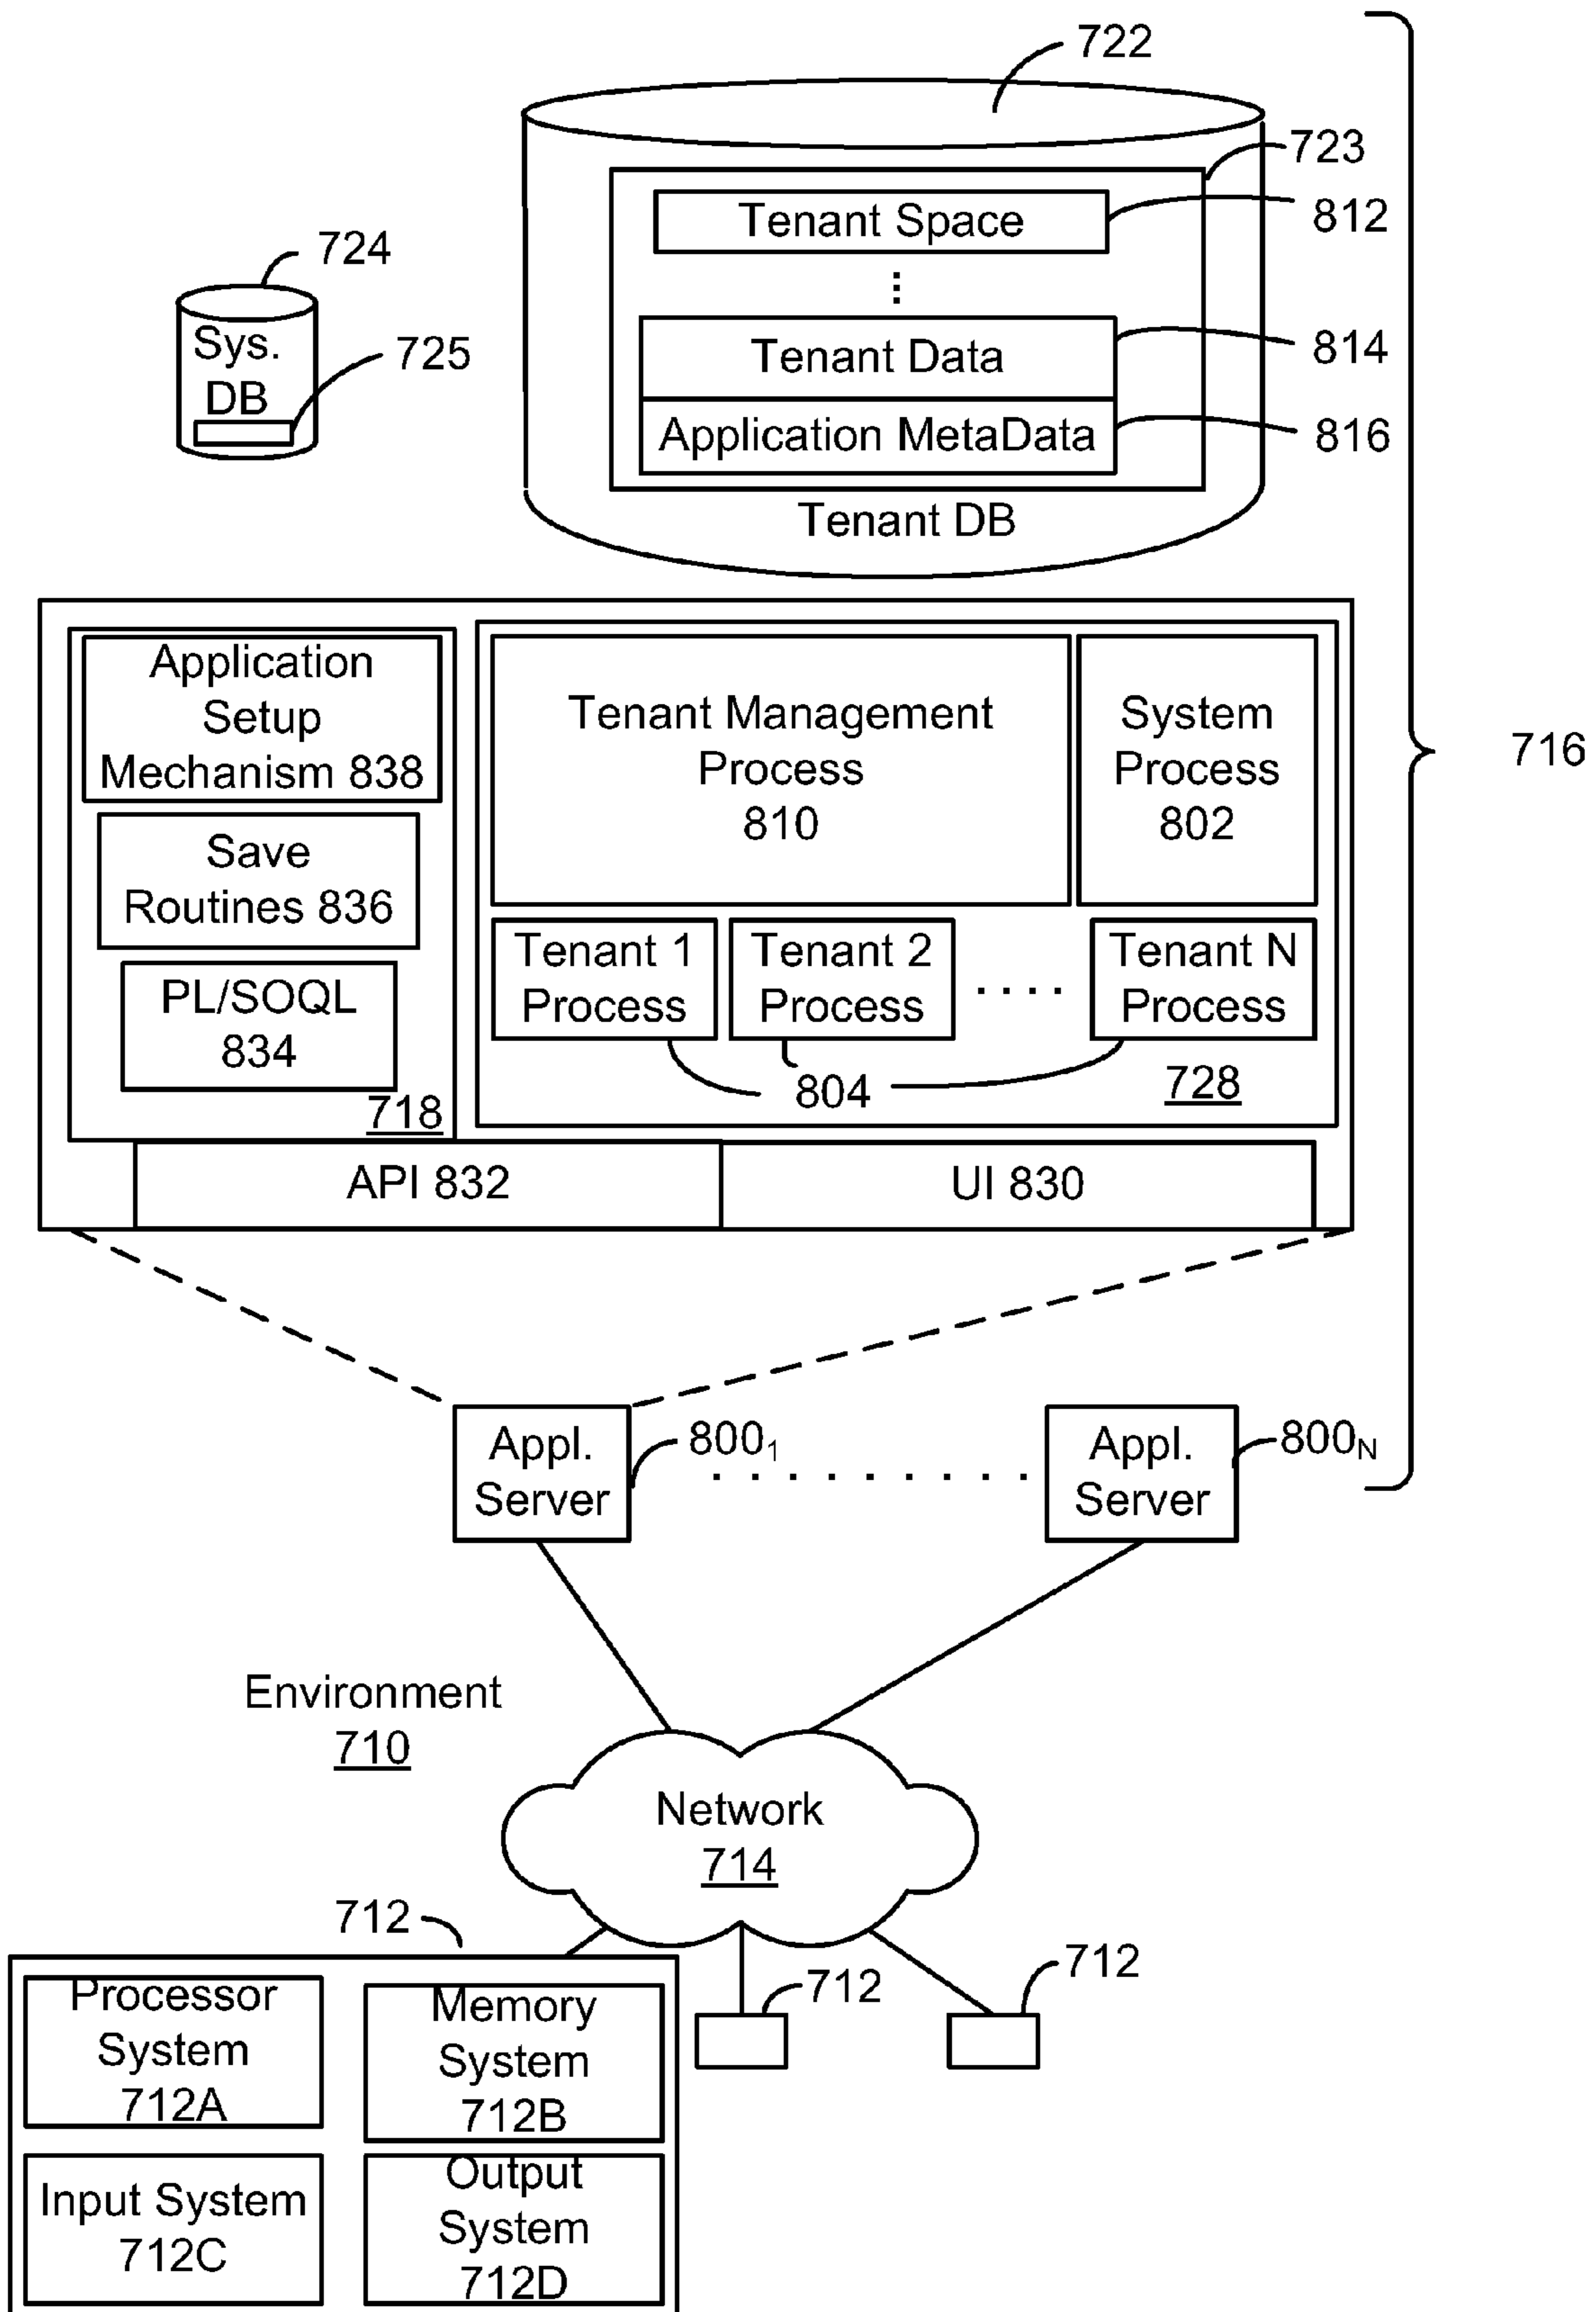 722
723
Tenant Space
812
724
Sys.
DB
725
Tenant Data
814
Application MetaData
816
Tenant DB
Application
Setup
Mechanism 838
Tenant Management
Process
810
System
Process
802
716
Save
Routines 836
Tenant 1
Process
Tenant 2
Process
Tenant N
Process
PL/SOQL
834
804
728
718
API 832
UI 830
Appl.
Server
800₁
Appl.
Server
800N
Environment
710
Network
714
712
712
712
Processor
System
712A
Memory
System
712B
Input System
712C
Output
System
712D